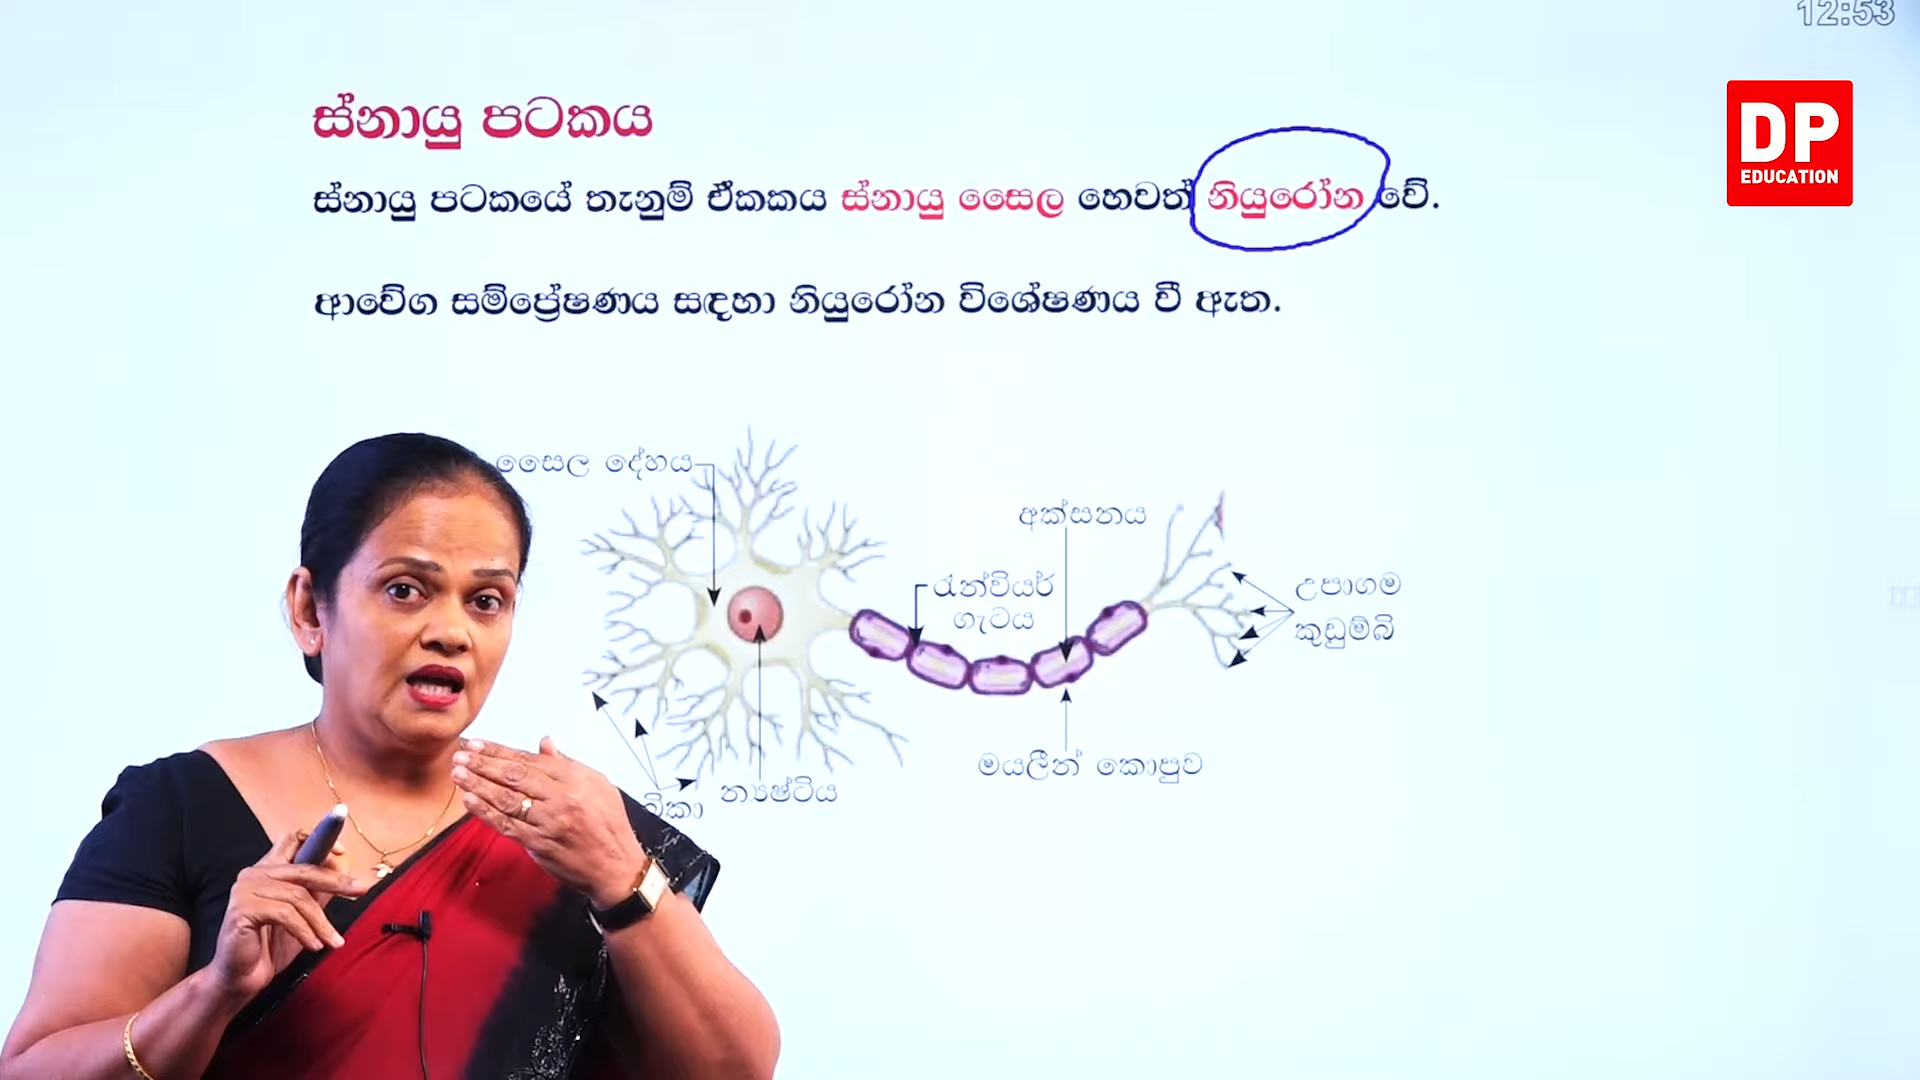 12:53
DP
EDUCATION
ස්නායු පටකය
ස්නායු පටකයේ තැනුම් ඒකකය ස්නායු සෛල හෙවත් නියුරෝන වේ.
ආවේග සම්ප්‍රේෂණය සඳහා නියුරෝන විශේෂණය වී ඇත.
සෛල දේහය
අක්සනය
රැන්වියර්
ගැටය
උපාගම
කුඩුම්බි
මයලීන් කොපුව
න්‍යෂ්ටිය